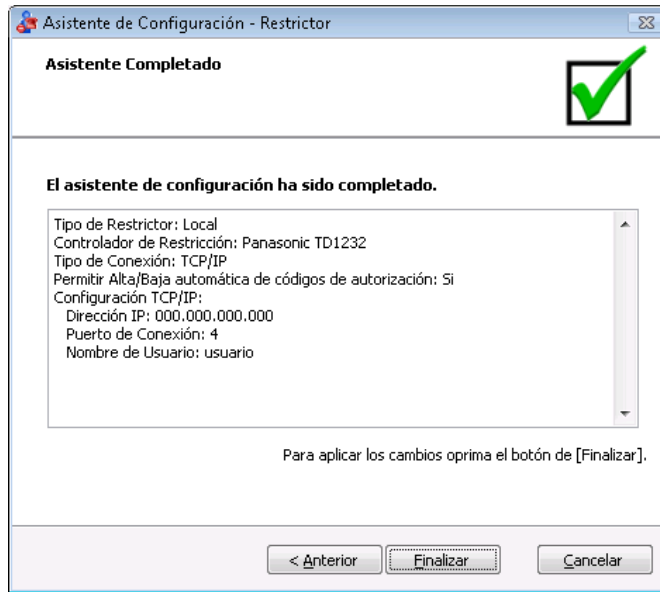 Asistente de Configuración - Restrictor
Asistente Completado
El asistente de configuración ha sido completado.
Tipo de Restrictor: Local
Controlador de Restricción: Panasonic TD1232
Tipo de Conexión: TCP/IP
Permitir Alta/Baja automática de códigos de autorización: Si
Configuración TCP/IP:
Dirección IP: 000.000.000.000
Puerto de Conexión: 4
Nombre de Usuario: usuario
Para aplicar los cambios oprima el botón de [Finalizar].
< Anterior
Finalizar
Cancelar